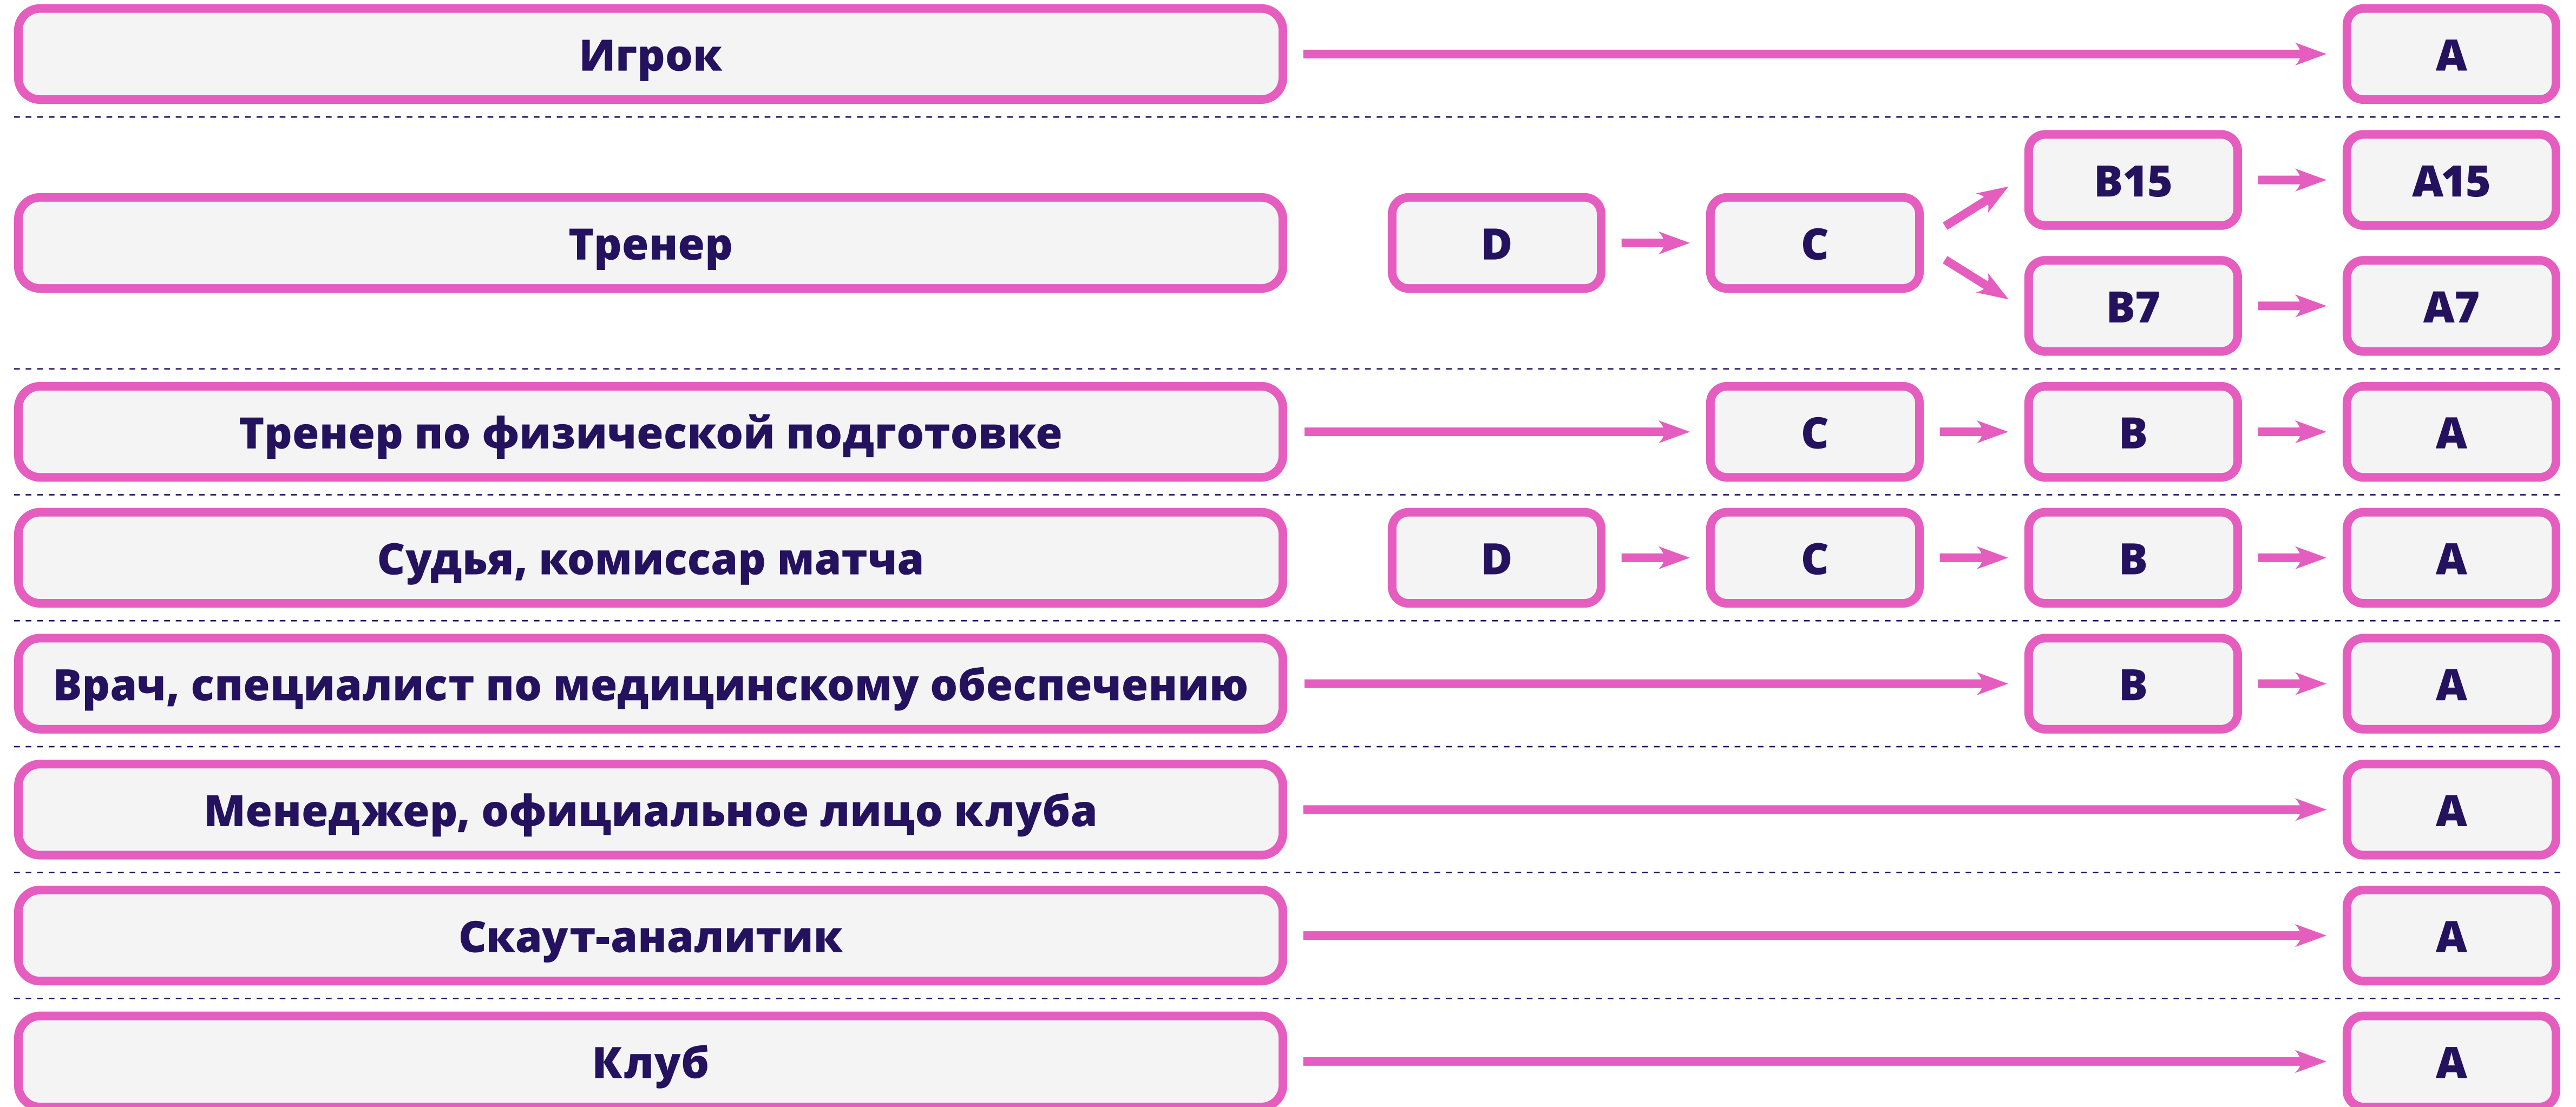 Игрок
A
Тренер
D
C
B15
A15
B7
A7
Тренер по физической подготовке
C
B
A
Судья, комиссар матча
D
C
B
A
Врач, специалист по медицинскому обеспечению
B
A
Менеджер, официальное лицо клуба
A
Скаут-аналитик
A
Клуб
A